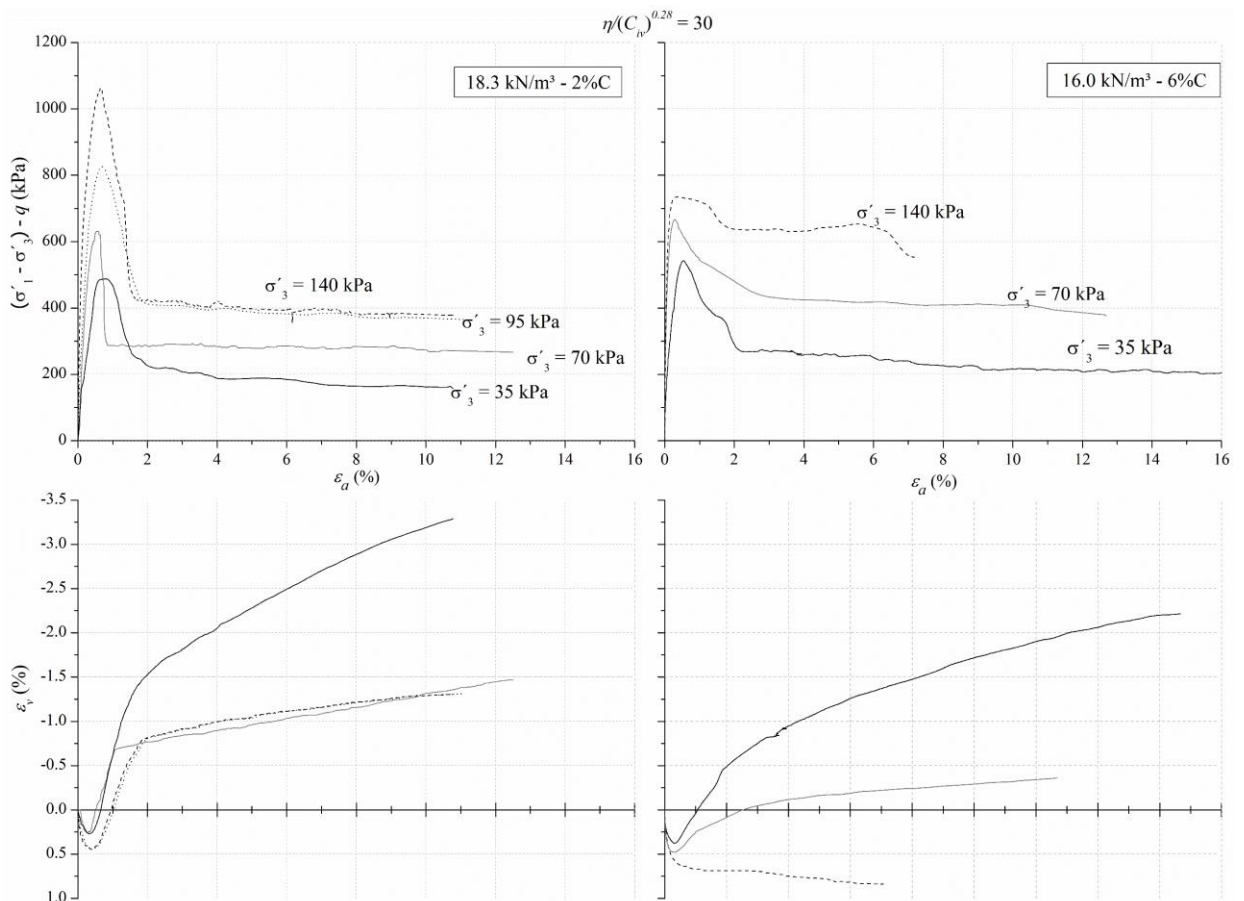 η/(C_iv)^0.28 = 30
1200
1000
800
600
400
200
0
(σ´1 - σ´3) - q (kPa)
18.3 kN/m³ - 2%C
σ´3 = 140 kPa
σ´3 = 95 kPa
σ´3 = 70 kPa
σ´3 = 35 kPa
0 2 4 6 8 10 12 14 16
εa (%)
16.0 kN/m³ - 6%C
σ´3 = 140 kPa
σ´3 = 70 kPa
σ´3 = 35 kPa
0 2 4 6 8 10 12 14 16
εa (%)
-3.5
-3.0
-2.5
-2.0
-1.5
-1.0
-0.5
0.0
0.5
1.0
εv (%)